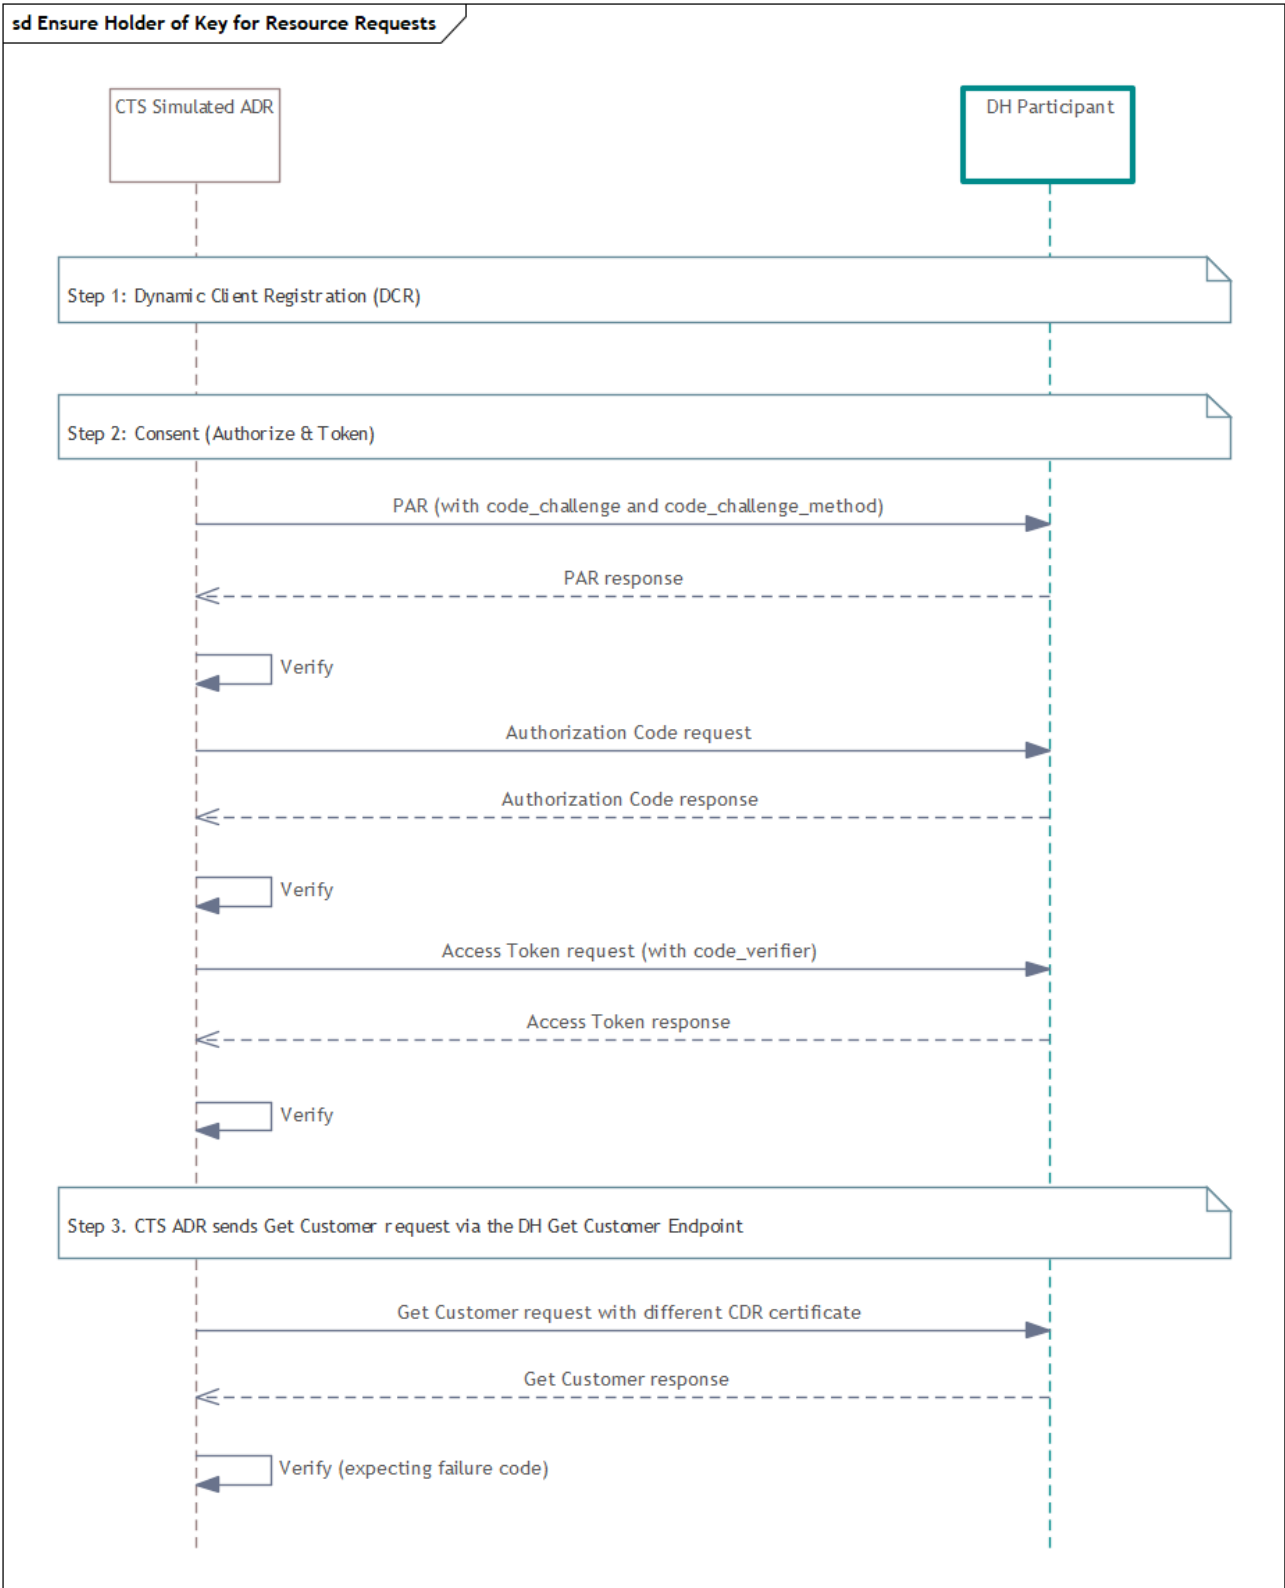 sd Ensure Holder of Key for Resource Requests
CTS Simulated ADR
DH Participant
Step 1: Dynamic Client Registration (DCR)
Step 2: Consent (Authorize & Token)
PAR (with code_challenge and code_challenge_method)
PAR response
Verify
Authorization Code request
Authorization Code response
Verify
Access Token request (with code_verifier)
Access Token response
Verify
Step 3. CTS ADR sends Get Customer request via the DH Get Customer Endpoint
Get Customer request with different CDR certificate
Get Customer response
Verify (expecting failure code)